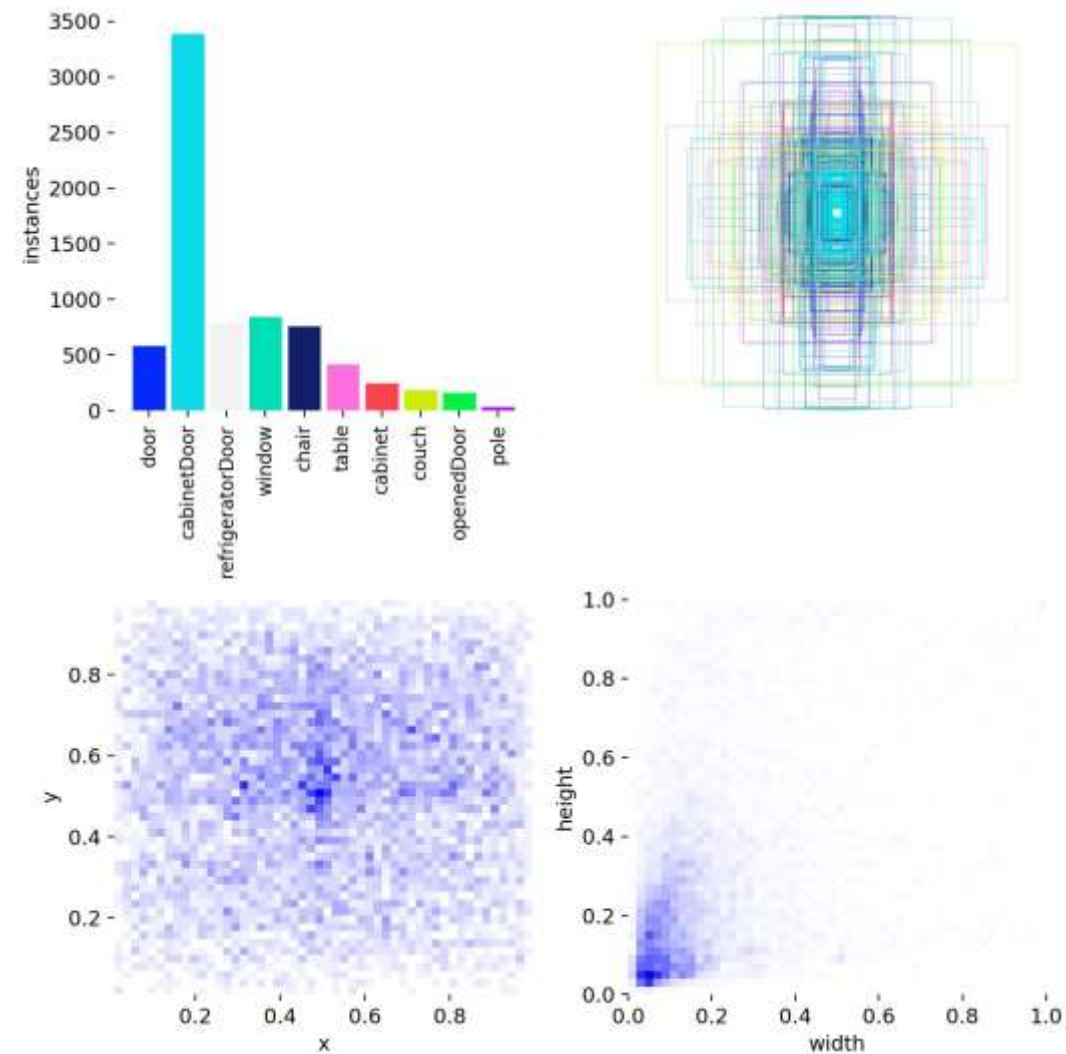 3500
3000
2500
2000
1500
1000
500
0
instances
door
cabinetDoor
refrigeratorDoor
window
chair
table
cabinet
couch
openedDoor
pole
0.8
0.6
0.4
0.2
y
0.2 0.4 0.6 0.8
x
1.0
0.8
0.6
0.4
0.2
0.0
height
0.0 0.2 0.4 0.6 0.8 1.0
width